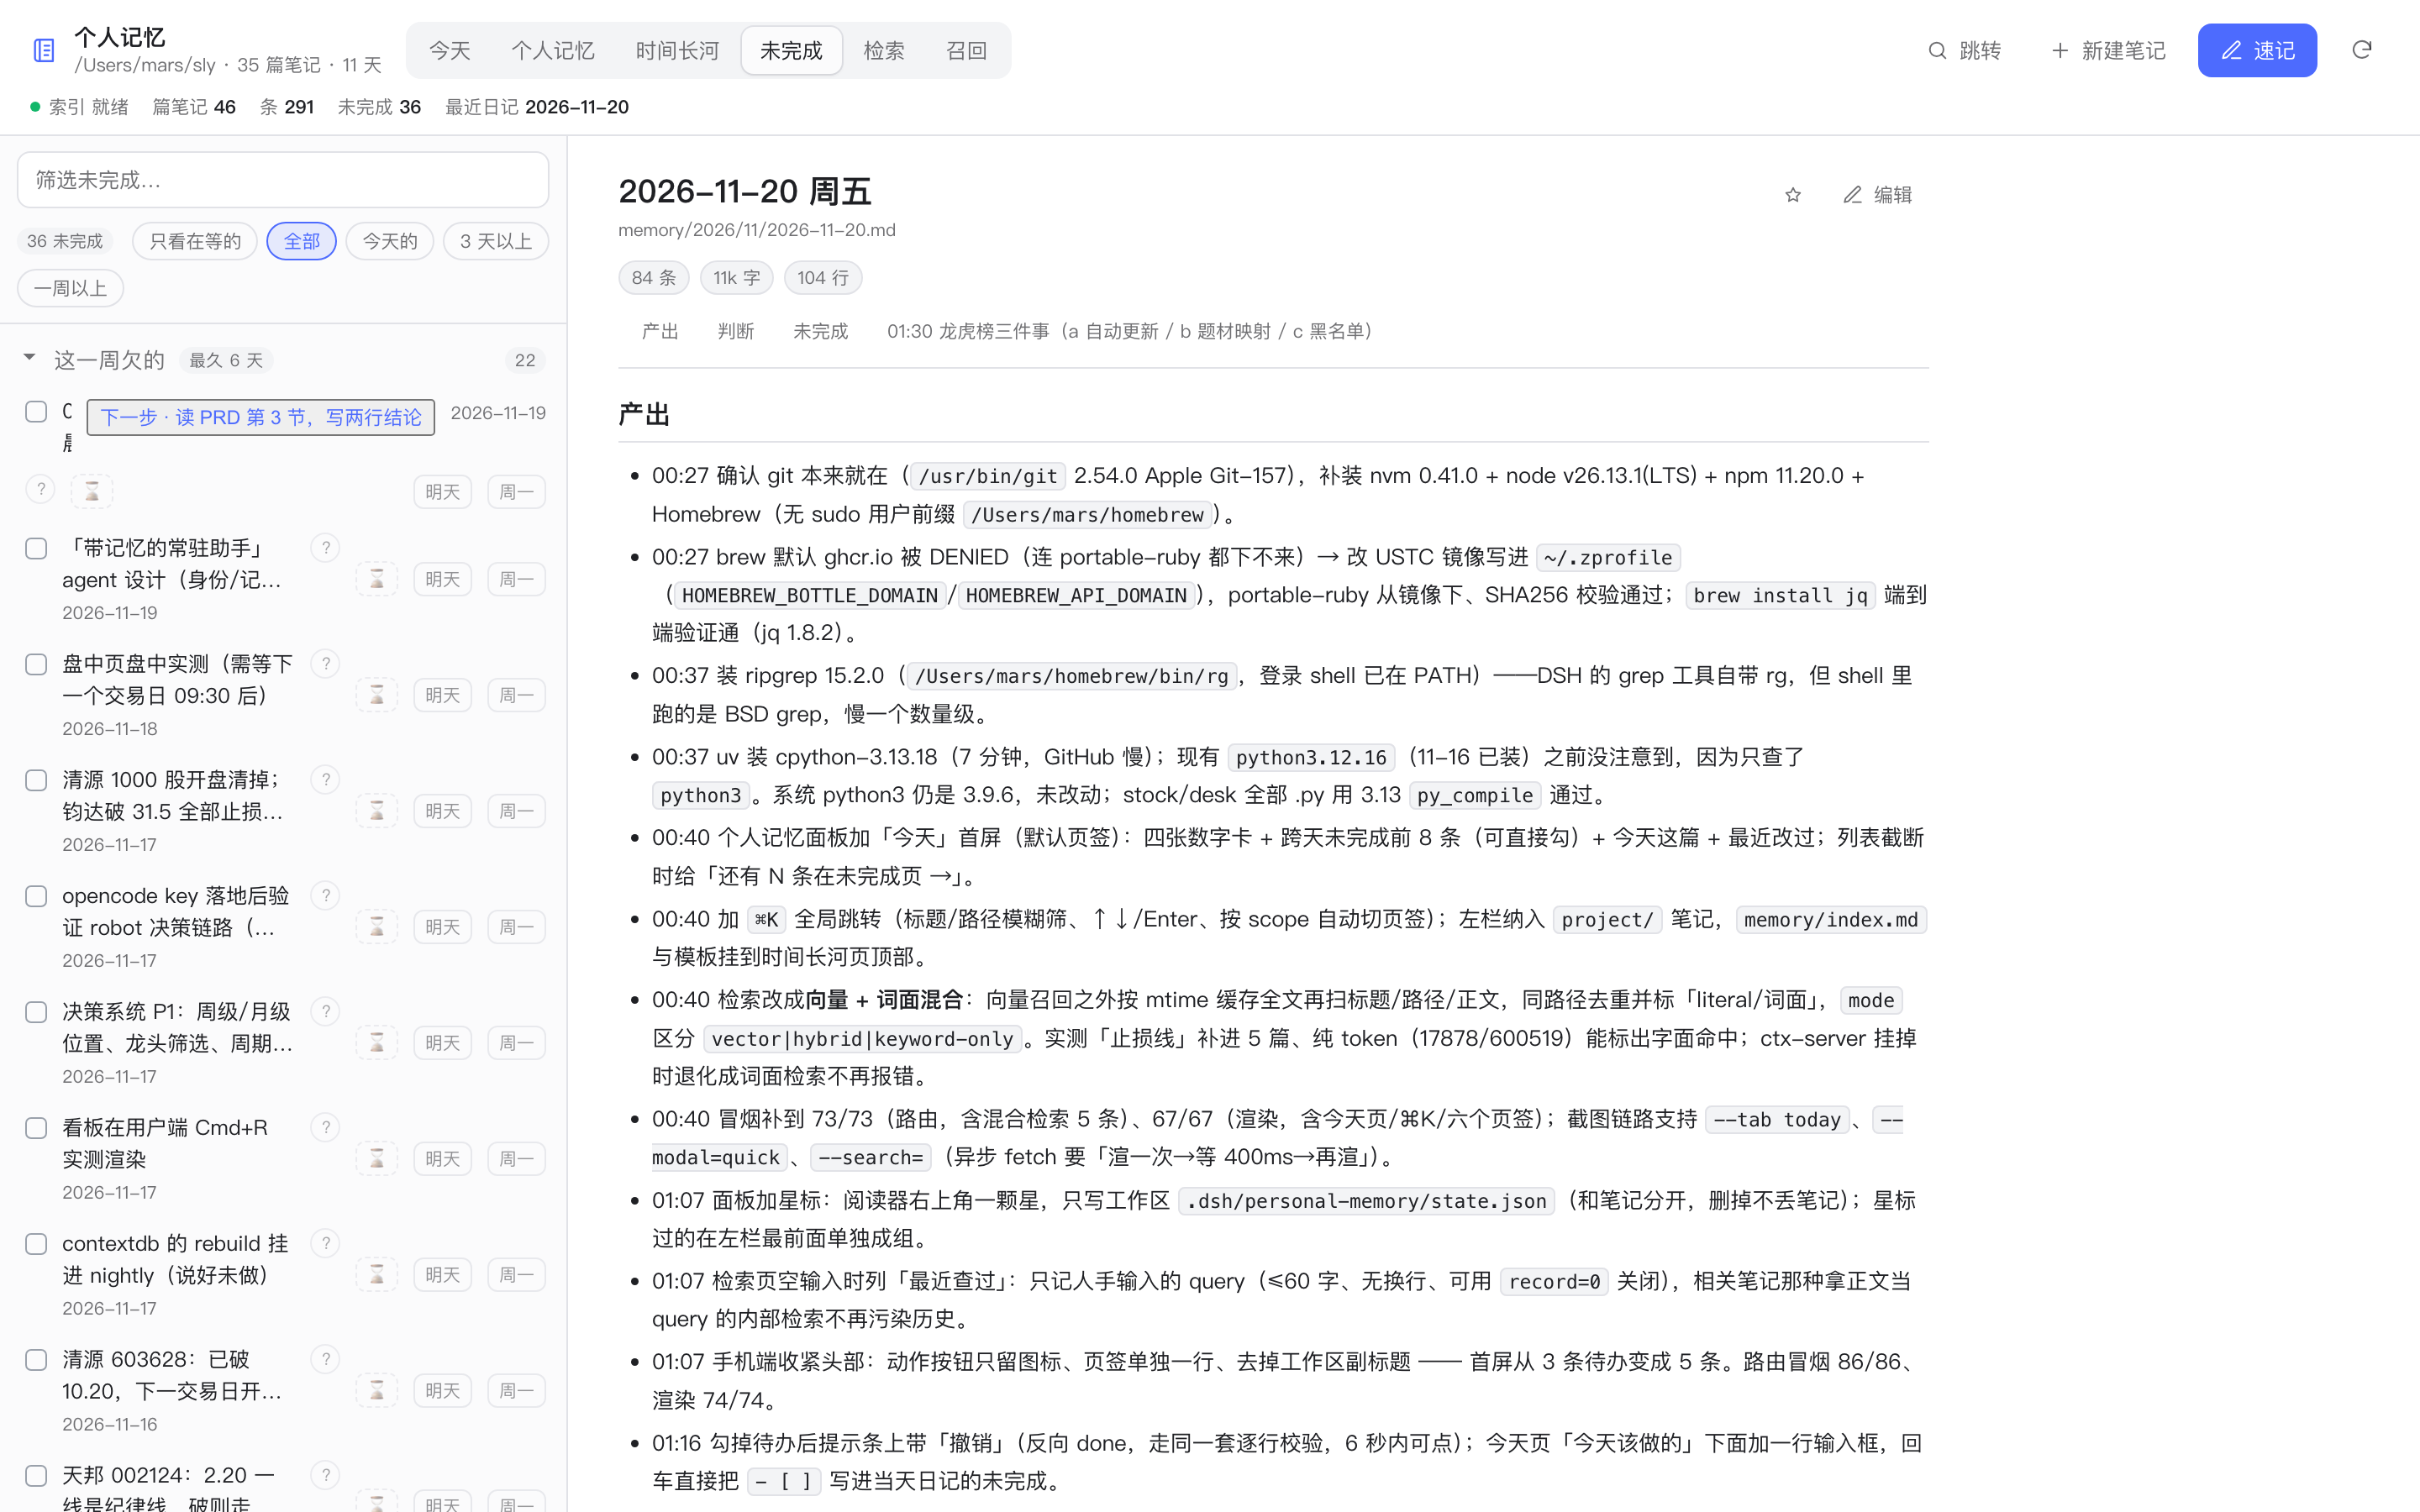 个人记忆
/Users/mars/sly · 35 篇笔记 · 11 天
今天 个人记忆 时间长河 未完成 检索 召回
跳转 新建笔记 速记
索引 就绪 篇笔记 46 条 291 未完成 36 最近日记 2026-11-20
筛选未完成…
36 未完成 只看在等的 全部 今天的 3 天以上
一周以上
这一周欠的 最久 6 天 22
下一步 · 读 PRD 第 3 节，写两行结论 2026-11-19
? 明天 周一
「带记忆的常驻助手」 ?
agent 设计（身份/记… 明天 周一
2026-11-19
盘中页盘中实测（需等下 ?
一个交易日 09:30 后） 明天 周一
2026-11-18
清源 1000 股开盘清掉； ?
钧达破 31.5 全部止损… 明天 周一
2026-11-17
opencode key 落地后验 ?
证 robot 决策链路（… 明天 周一
2026-11-17
决策系统 P1：周级/月级 ?
位置、龙头筛选、周期… 明天 周一
2026-11-17
看板在用户端 Cmd+R ?
实测渲染 明天 周一
2026-11-17
contextdb 的 rebuild 挂 ?
进 nightly（说好未做） 明天 周一
2026-11-17
清源 603628：已破 ?
10.20，下一交易日开… 明天 周一
2026-11-16
天邦 002124：2.20 一 ?
线是纪律线，破则走 明天 周一
2026-11-20 周五
编辑
memory/2026/11/2026-11-20.md
84 条 11k 字 104 行
产出 判断 未完成 01:30 龙虎榜三件事（a 自动更新 / b 题材映射 / c 黑名单）
产出
• 00:27 确认 git 本来就在（/usr/bin/git 2.54.0 Apple Git-157），补装 nvm 0.41.0 + node v26.13.1(LTS) + npm 11.20.0 +
Homebrew（无 sudo 用户前缀 /Users/mars/homebrew）。
• 00:27 brew 默认 ghcr.io 被 DENIED（连 portable-ruby 都下不来）→ 改 USTC 镜像写进 ~/.zprofile
（HOMEBREW_BOTTLE_DOMAIN/HOMEBREW_API_DOMAIN），portable-ruby 从镜像下、SHA256 校验通过；brew install jq 端到
端验证通（jq 1.8.2）。
• 00:37 装 ripgrep 15.2.0（/Users/mars/homebrew/bin/rg，登录 shell 已在 PATH）——DSH 的 grep 工具自带 rg，但 shell 里
跑的是 BSD grep，慢一个数量级。
• 00:37 uv 装 cpython-3.13.18（7 分钟，GitHub 慢）；现有 python3.12.16（11-16 已装）之前没注意到，因为只查了
python3。系统 python3 仍是 3.9.6，未改动；stock/desk 全部 .py 用 3.13 py_compile 通过。
• 00:40 个人记忆面板加「今天」首屏（默认页签）：四张数字卡 + 跨天未完成前 8 条（可直接勾）+ 今天这篇 + 最近改过；列表截断
时给「还有 N 条在未完成页 →」。
• 00:40 加 ⌘K 全局跳转（标题/路径模糊筛、↑↓/Enter、按 scope 自动切页签）；左栏纳入 project/ 笔记，memory/index.md
与模板挂到时间长河页顶部。
• 00:40 检索改成向量 + 词面混合：向量召回之外按 mtime 缓存全文再扫标题/路径/正文，同路径去重并标「literal/词面」，mode
区分 vector|hybrid|keyword-only。实测「止损线」补进 5 篇、纯 token（17878/600519）能标出字面命中；ctx-server 挂掉
时退化成词面检索不再报错。
• 00:40 冒烟补到 73/73（路由，含混合检索 5 条）、67/67（渲染，含今天页/⌘K/六个页签）；截图链路支持 --tab today、--
modal=quick、--search=（异步 fetch 要「渲一次→等 400ms→再渲」）。
• 01:07 面板加星标：阅读器右上角一颗星，只写工作区 .dsh/personal-memory/state.json（和笔记分开，删掉不丢笔记）；星标
过的在左栏最前面单独成组。
• 01:07 检索页空输入时列「最近查过」：只记人手输入的 query（≤60 字、无换行、可用 record=0 关闭），相关笔记那种拿正文当
query 的内部检索不再污染历史。
• 01:07 手机端收紧头部：动作按钮只留图标、页签单独一行、去掉工作区副标题 —— 首屏从 3 条待办变成 5 条。路由冒烟 86/86、
渲染 74/74。
• 01:16 勾掉待办后提示条上带「撤销」（反向 done，走同一套逐行校验，6 秒内可点）；今天页「今天该做的」下面加一行输入框，回
车直接把 - [ ] 写进当天日记的未完成。